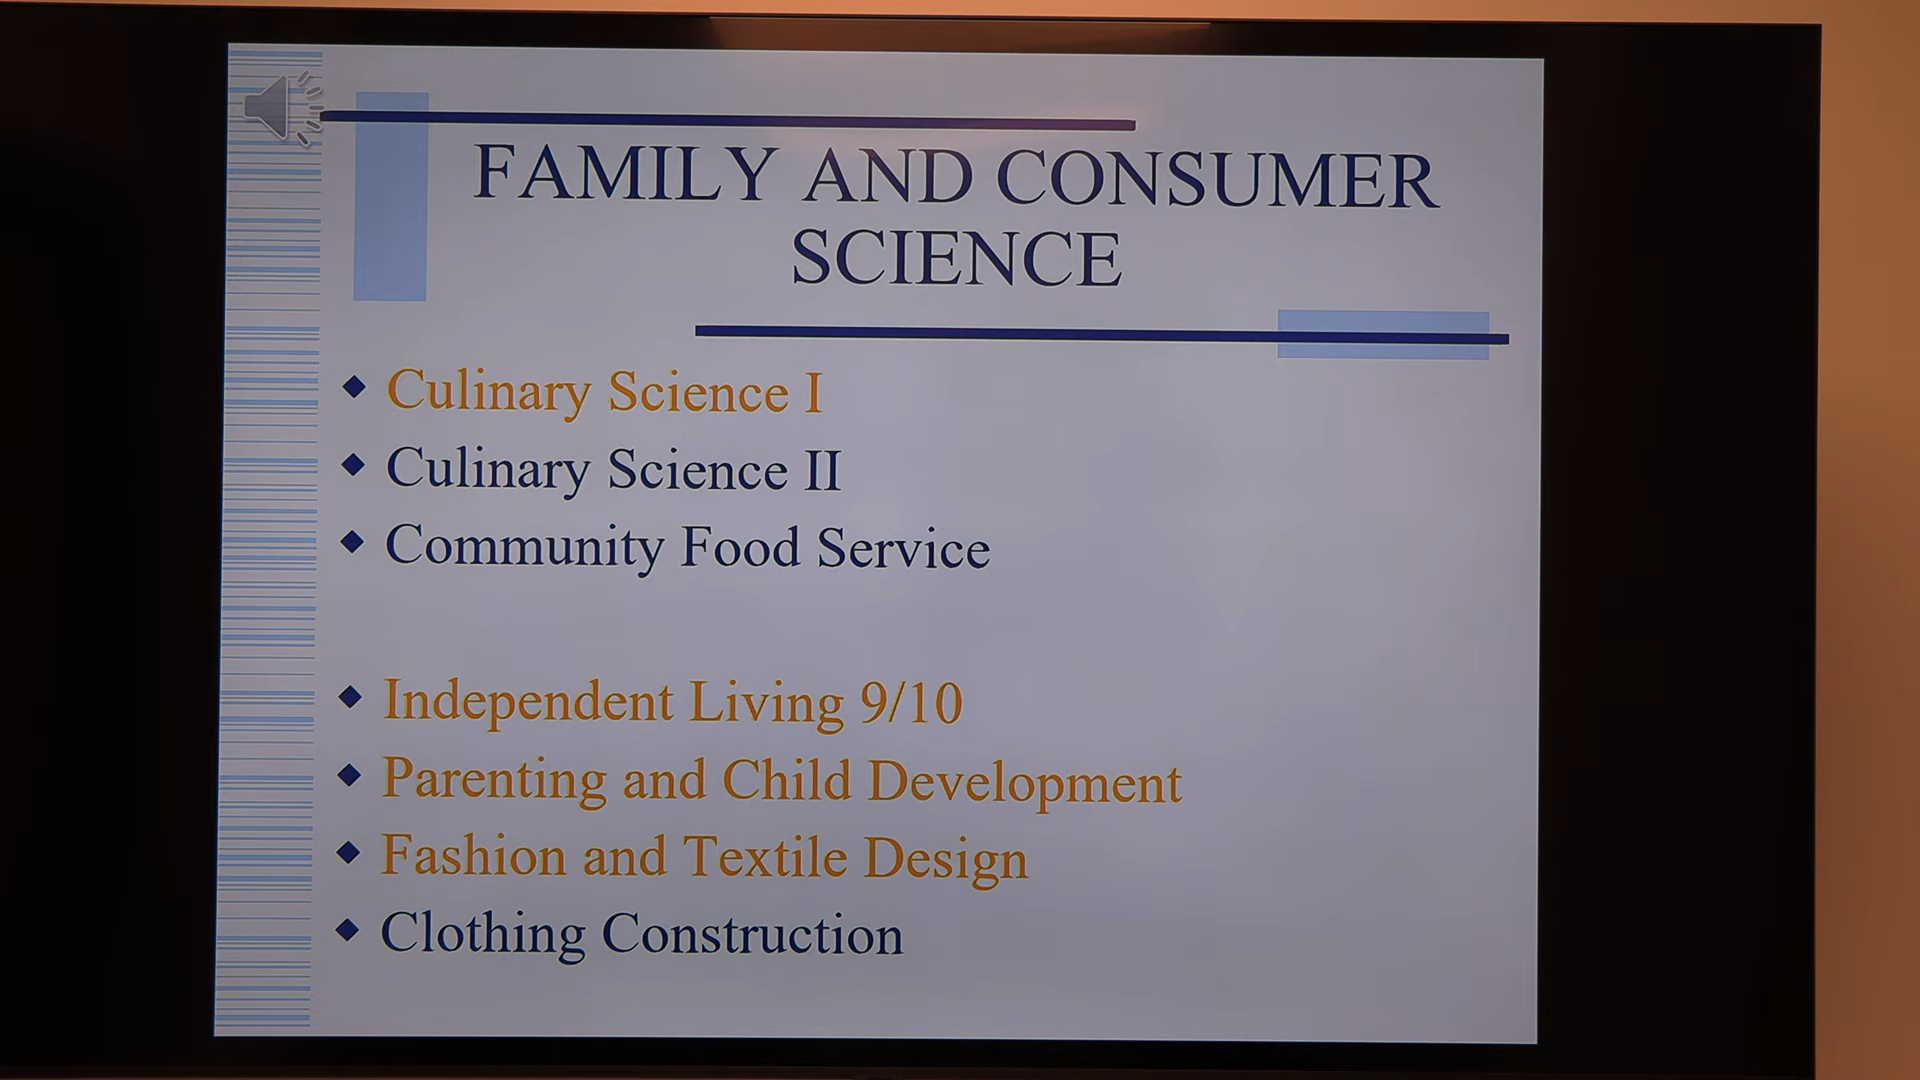 FAMILY AND CONSUMER
SCIENCE
Culinary Science I
Culinary Science II
Community Food Service
Independent Living 9/10
Parenting and Child Development
Fashion and Textile Design
Clothing Construction